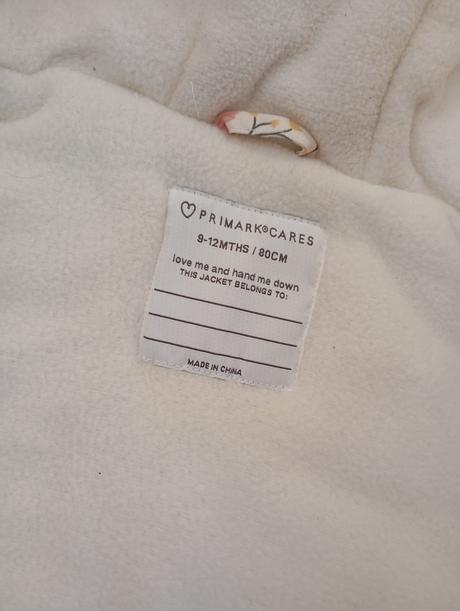 PRIMARK®CARES
9-12MTHS / 80CM
love me and hand me down
THIS JACKET BELONGS TO:
MADE IN CHINA